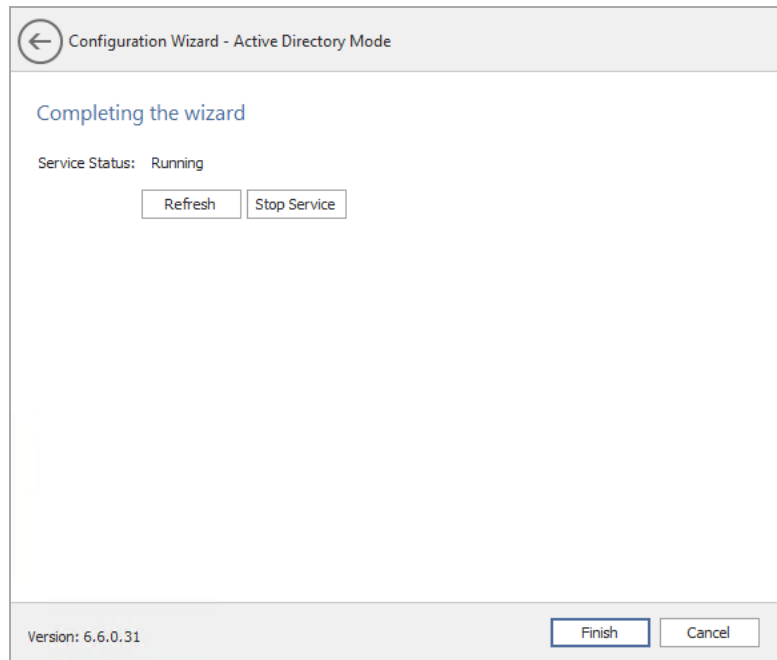 Configuration Wizard - Active Directory Mode
Completing the wizard
Service Status: Running
Refresh Stop Service
Version: 6.6.0.31 Finish Cancel